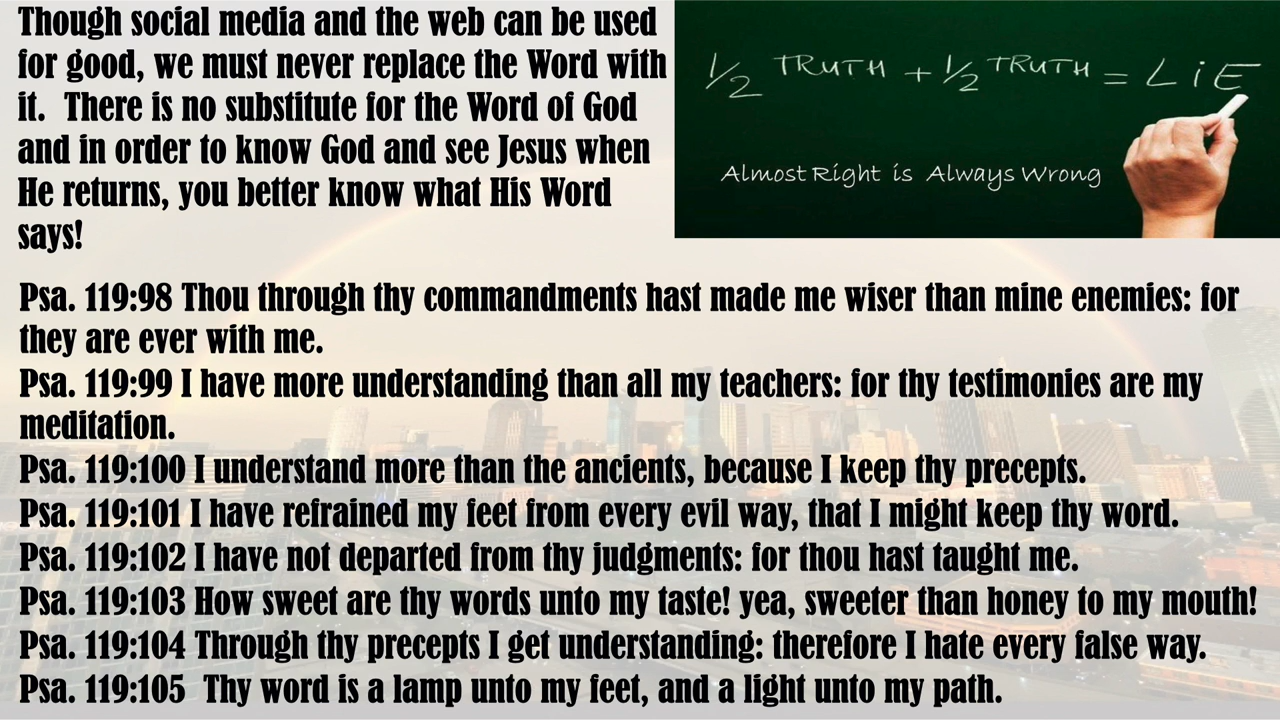 Though social media and the web can be used
for good, we must never replace the Word with
it.  There is no substitute for the Word of God
and in order to know God and see Jesus when
He returns, you better know what His Word
says!
1/2 TRUTH + 1/2 TRUTH = LiE
Almost Right is Always Wrong
Psa. 119:98 Thou through thy commandments hast made me wiser than mine enemies: for
they are ever with me.
Psa. 119:99 I have more understanding than all my teachers: for thy testimonies are my
meditation.
Psa. 119:100 I understand more than the ancients, because I keep thy precepts.
Psa. 119:101 I have refrained my feet from every evil way, that I might keep thy word.
Psa. 119:102 I have not departed from thy judgments: for thou hast taught me.
Psa. 119:103 How sweet are thy words unto my taste! yea, sweeter than honey to my mouth!
Psa. 119:104 Through thy precepts I get understanding: therefore I hate every false way.
Psa. 119:105  Thy word is a lamp unto my feet, and a light unto my path.